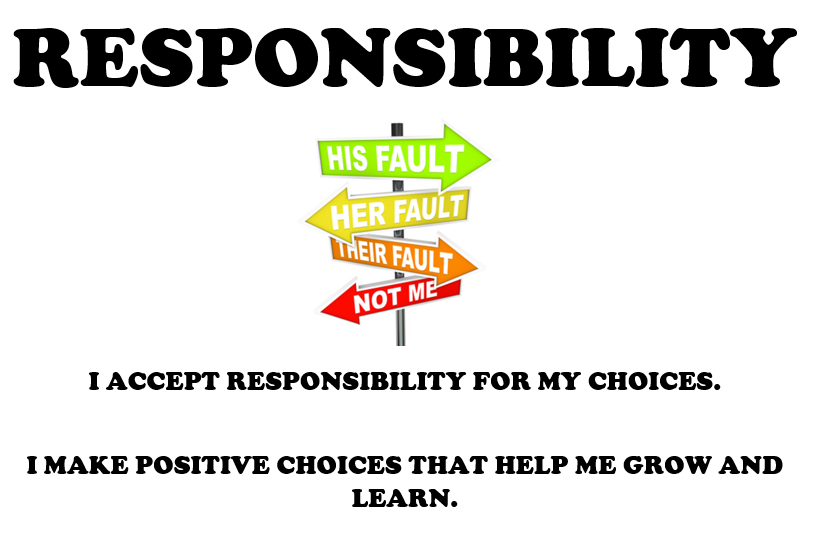 RESPONSIBILITY
HIS FAULT
HER FAULT
THEIR FAULT
NOT ME
I ACCEPT RESPONSIBILITY FOR MY CHOICES.
I MAKE POSITIVE CHOICES THAT HELP ME GROW AND
LEARN.